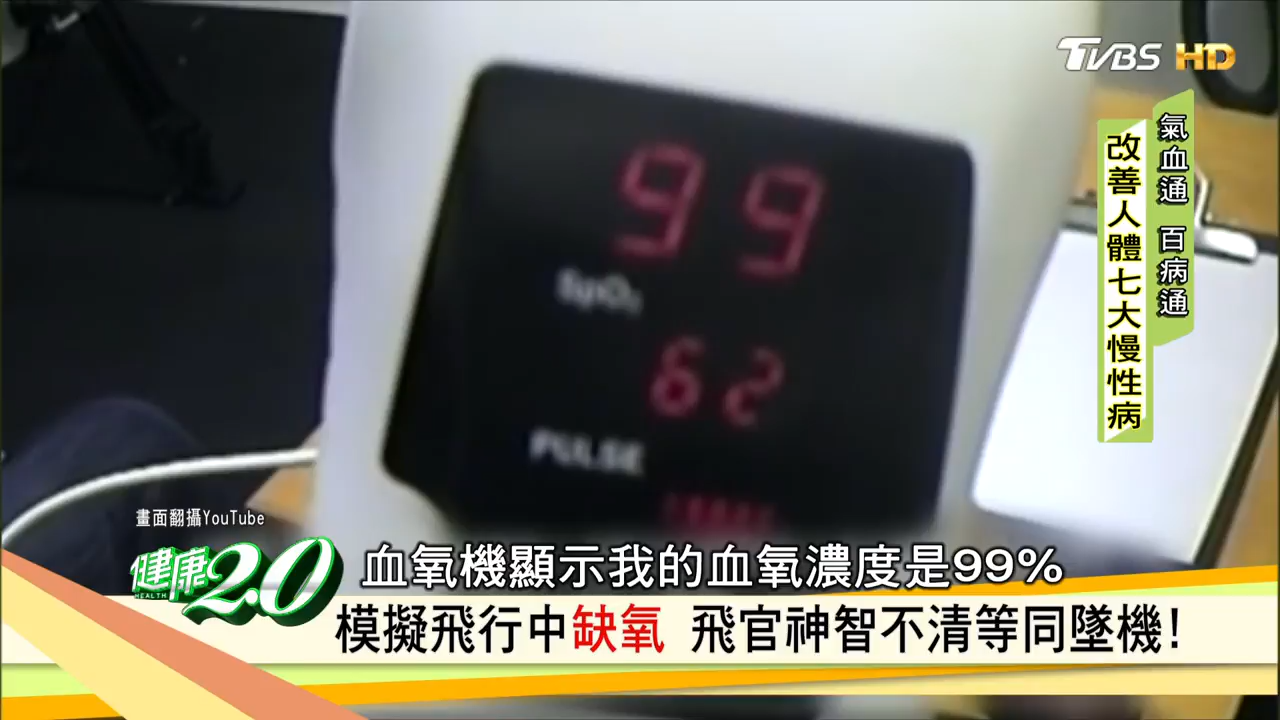 TVBS HD
氣血通 百病通
改善人體七大慢性病
99
SpO₂
62
PULSE
畫面翻攝YouTube
健康2.0
HEALTH
血氧機顯示我的血氧濃度是99%
模擬飛行中缺氧 飛官神智不清等同墜機!